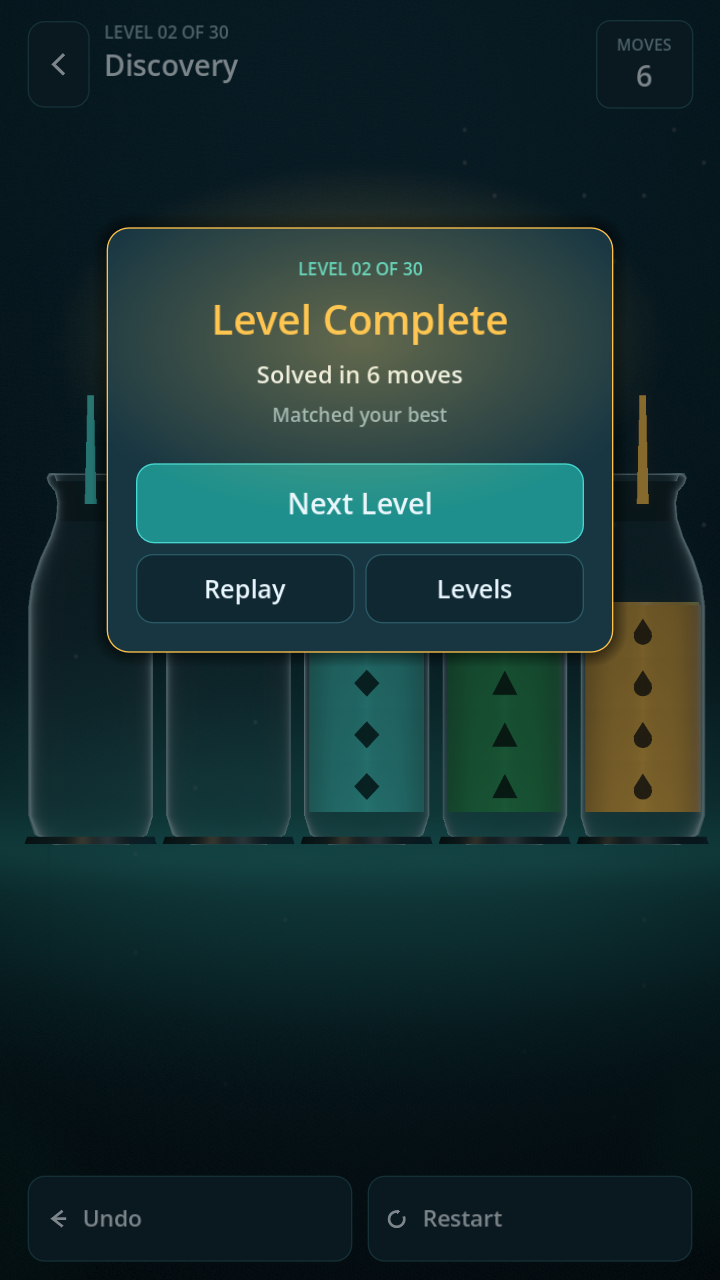 LEVEL 02 OF 30
Discovery
MOVES
6
LEVEL 02 OF 30
Level Complete
Solved in 6 moves
Matched your best
Next Level
Replay
Levels
Undo
Restart